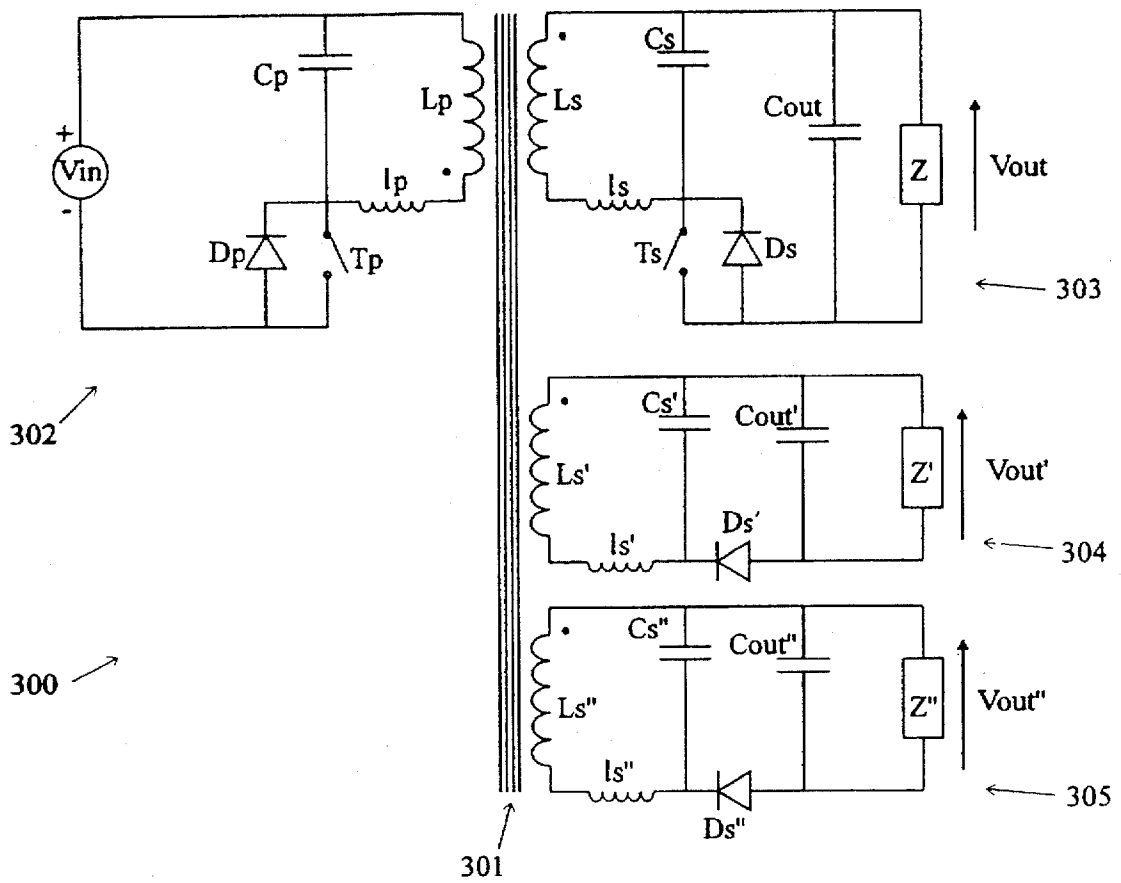 Cp
Lp
+
Vin
-
lp
Dp
Tp
Ls
Cs
Cout
Z
Vout
ls
Ts
Ds
303
302
Ls'
Cs'
Cout'
Z'
Vout'
ls'
Ds'
304
300
Ls"
Cs"
Cout"
Z"
Vout"
ls"
Ds"
305
301